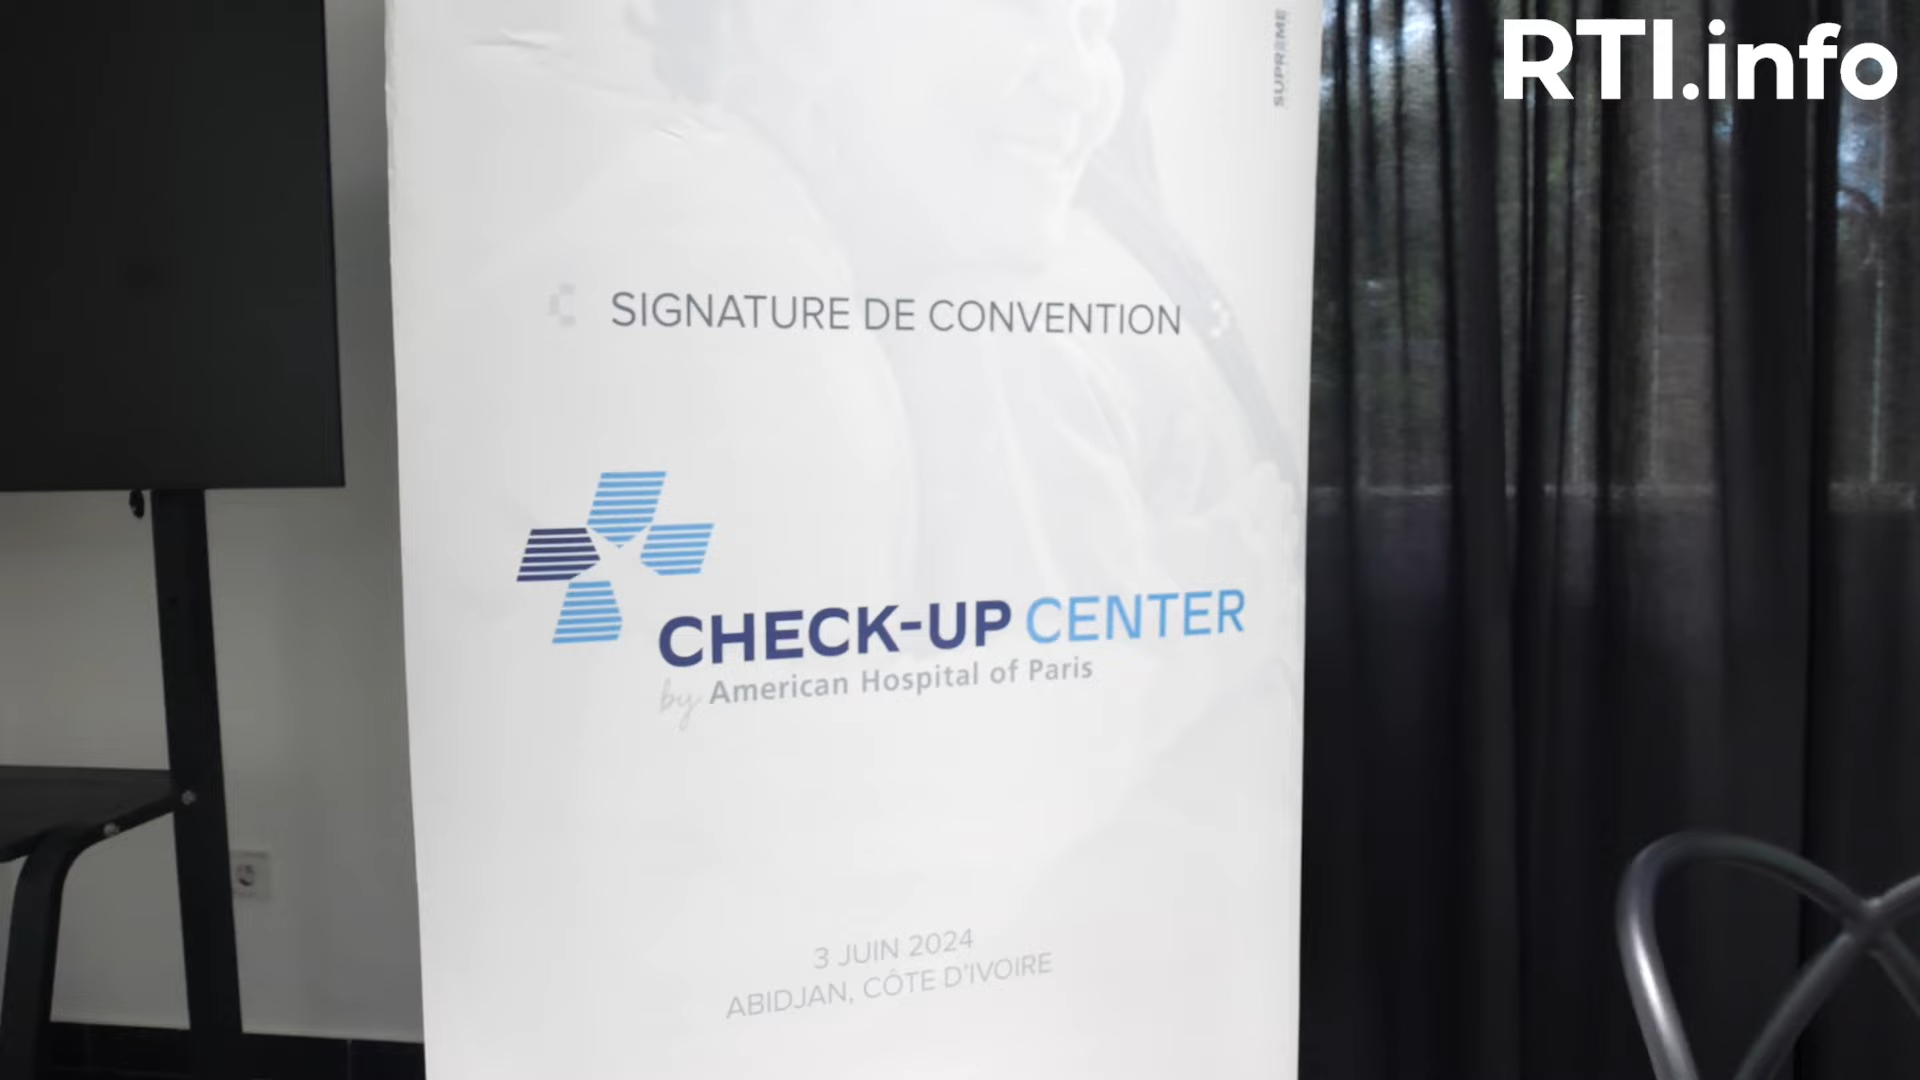 RTI.info
SUPREME
SIGNATURE DE CONVENTION
CHECK-UP CENTER
by American Hospital of Paris
3 JUIN 2024
ABIDJAN, CÔTE D'IVOIRE